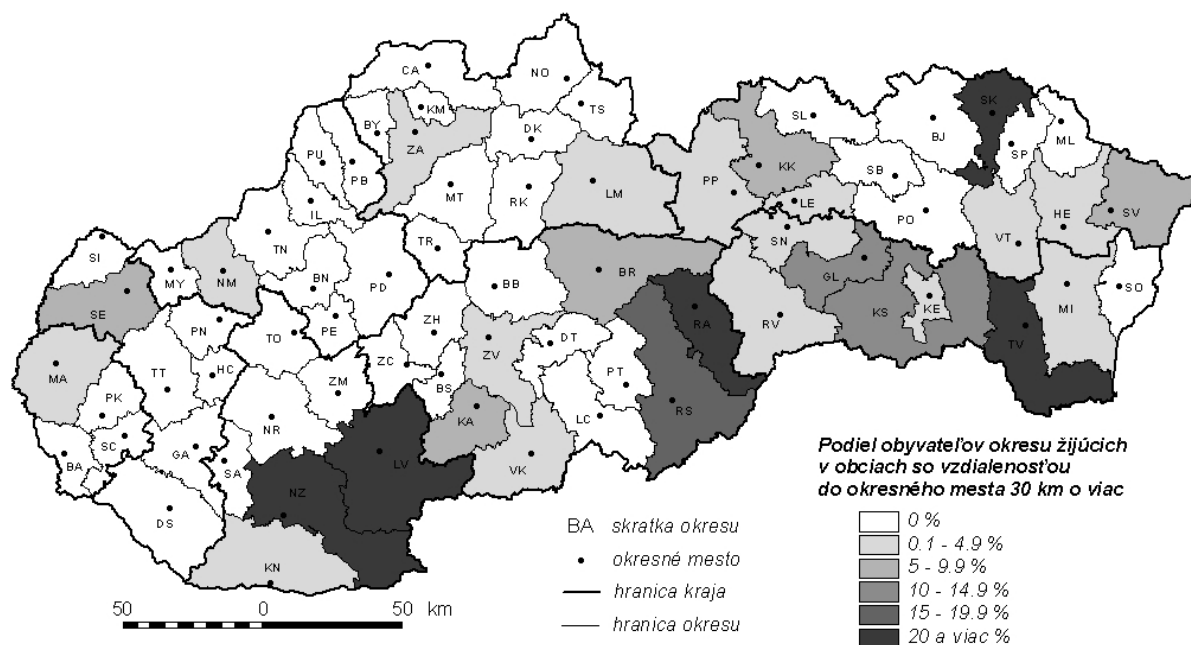 CA
NO
KM
TS
BY
DK
ZA
PU
PB
IL
MT
RK
LM
TN
TR
SL
BJ
SK
ML
SP
KK
SB
PP
LE
PO
HE
SV
VT
SN
SI
MY
NM
BN
PD
BB
BR
GL
SO
MI
SE
PN
TO
PE
ZH
ZV
DT
RA
RV
KS
KE
TV
MA
TT
HC
ZM
ZC
BS
PT
RS
PK
NR
KA
LC
SC
BA
GA
SA
LV
VK
NZ
DS
KN
Podiel obyvateľov okresu žijúcich
v obciach so vzdialenosťou
do okresného mesta 30 km o viac
0 %
0.1 - 4.9 %
5 - 9.9 %
10 - 14.9 %
15 - 19.9 %
20 a viac %
BA skratka okresu
okresné mesto
hranica kraja
hranica okresu
50 0 50 km